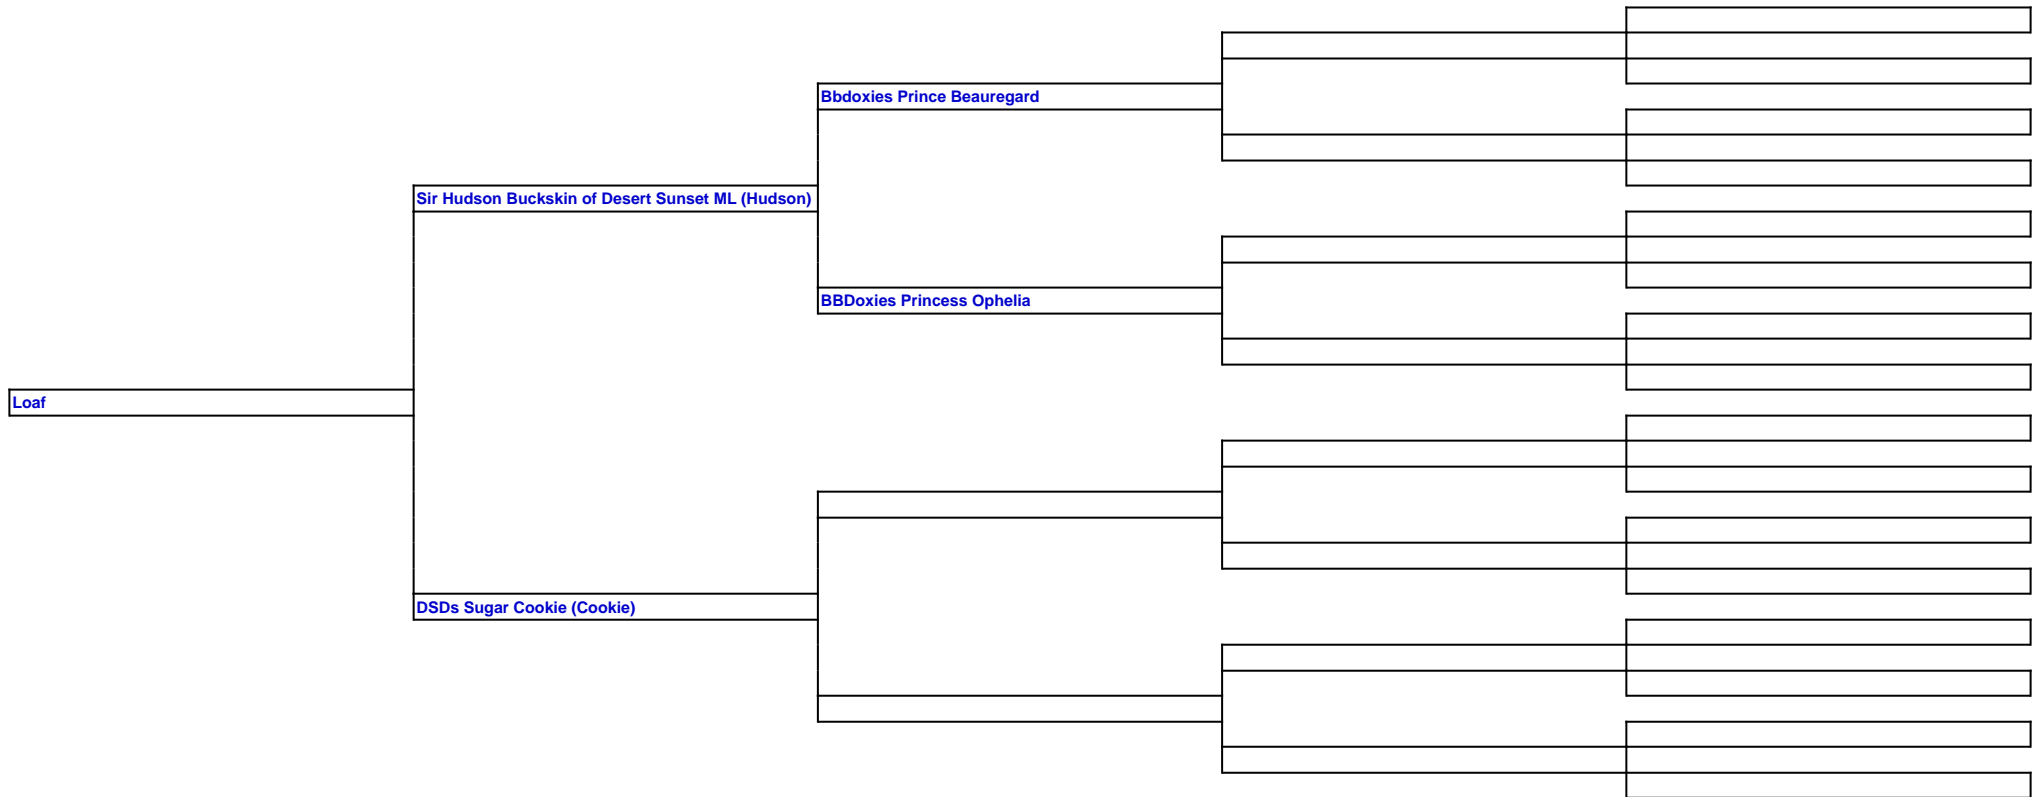 Bbdoxies Prince Beauregard
Sir Hudson Buckskin of Desert Sunset ML (Hudson)
BBDoxies Princess Ophelia
Loaf
DSDs Sugar Cookie (Cookie)